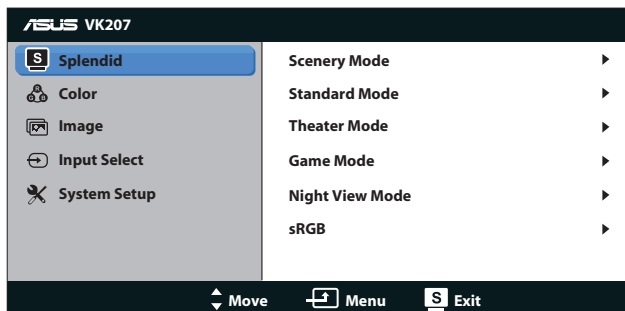 ASUS VK207
S Splendid
Color
Image
Input Select
System Setup
Scenery Mode
Standard Mode
Theater Mode
Game Mode
Night View Mode
sRGB
Move Menu S Exit